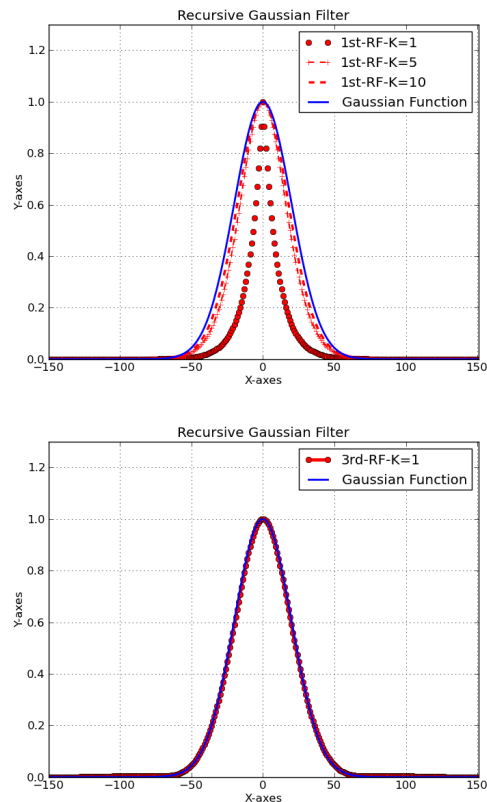 Recursive Gaussian Filter
1st-RF-K=1
1st-RF-K=5
1st-RF-K=10
Gaussian Function
Y-axes
1.2
1.0
0.8
0.6
0.4
0.2
0.0
−150 −100 −50 0 50 100 150
X-axes
Recursive Gaussian Filter
3rd-RF-K=1
Gaussian Function
Y-axes
1.2
1.0
0.8
0.6
0.4
0.2
0.0
−150 −100 −50 0 50 100 150
X-axes